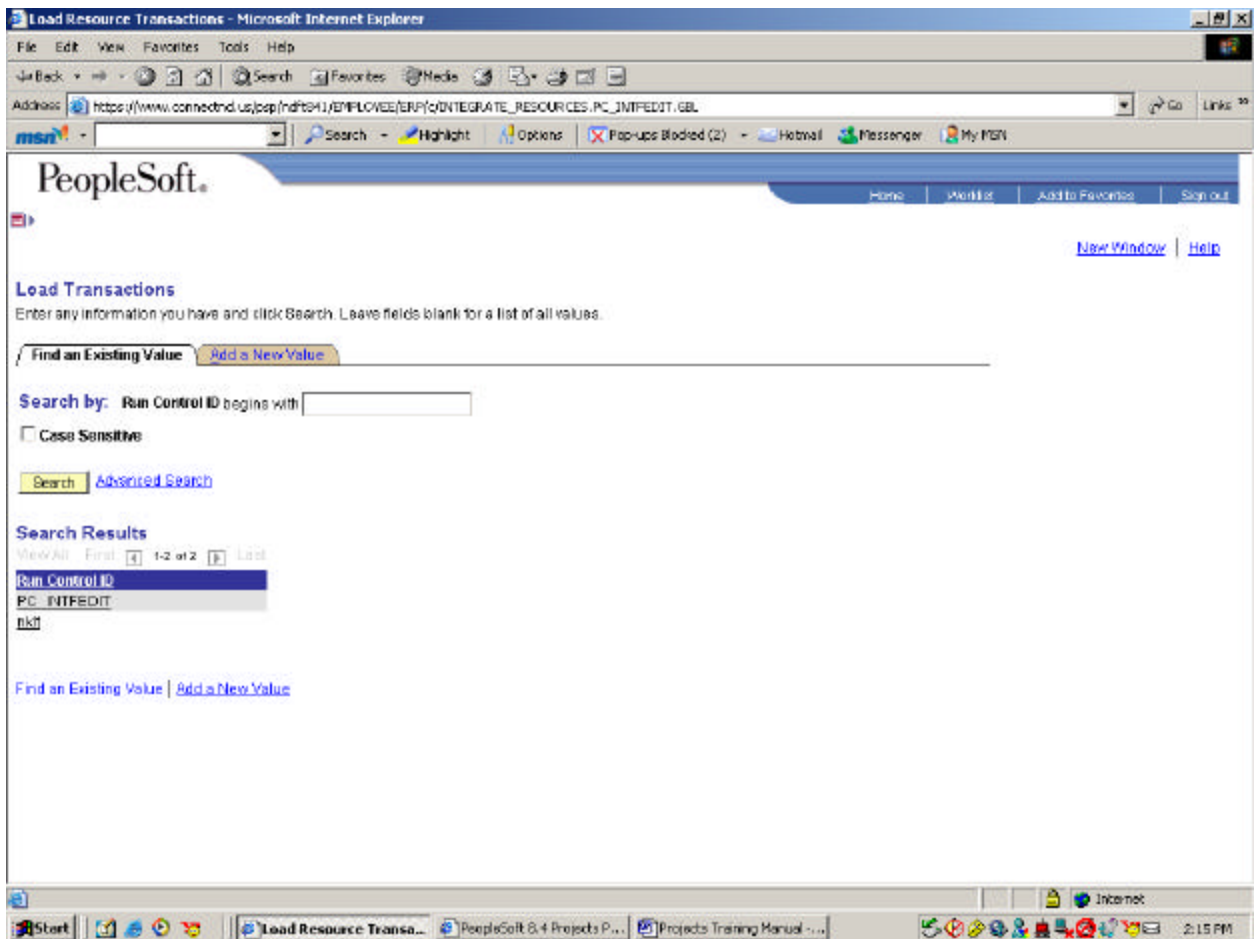 Load Resource Transactions - Microsoft Internet Explorer
File Edit View Favorites Tools Help
Back Search Favorites Media
Address https://www.connectnd.us/psp/ndfts41/EMPLOYEE/ERP/c/INTEGRATE_RESOURCES.PC_INTFEDIT.GBL Go Links »
msn Search Highlight Options Pop-ups Blocked (2) Hotmail Messenger My MSN
PeopleSoft.
Home Worklist Add to Favorites Sign out
New Window | Help
Load Transactions
Enter any information you have and click Search. Leave fields blank for a list of all values.
Find an Existing Value Add a New Value
Search by: Run Control ID begins with
Case Sensitive
Search Advanced Search
Search Results
View All First 1-2 of 2 Last
Run Control ID
PC_INTFEDIT
Find an Existing Value | Add a New Value
Internet
Start Load Resource Transa... PeopleSoft 8.4 Projects P... Projects Training Manual -... 2:15 PM